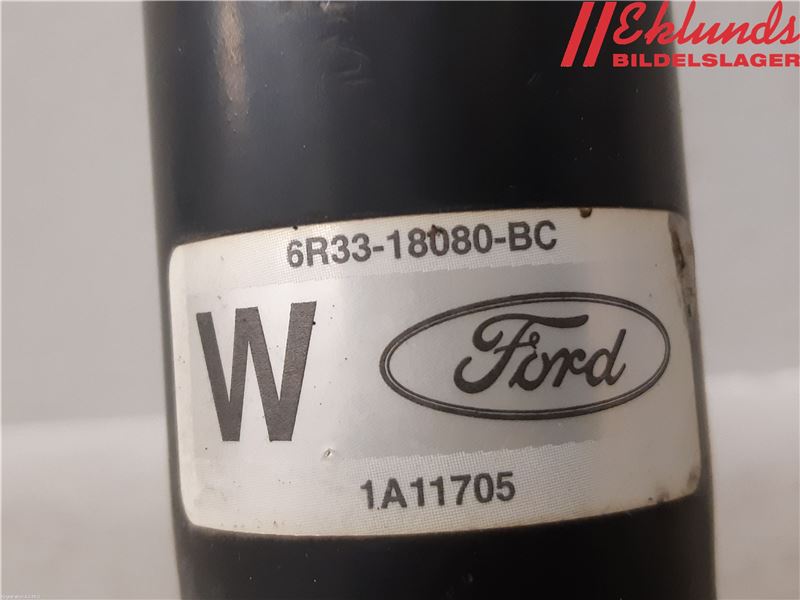 Eklunds
BILDELSLAGER
6R33-18080-BC
W
Ford
1A11705